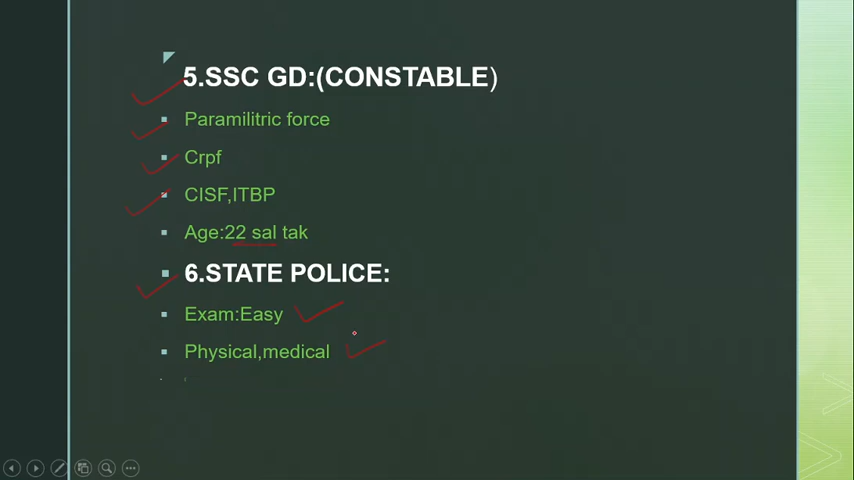 5.SSC GD:(CONSTABLE)
Paramilitric force
Crpf
CISF,ITBP
Age:22 sal tak
6.STATE POLICE:
Exam:Easy
Physical,medical